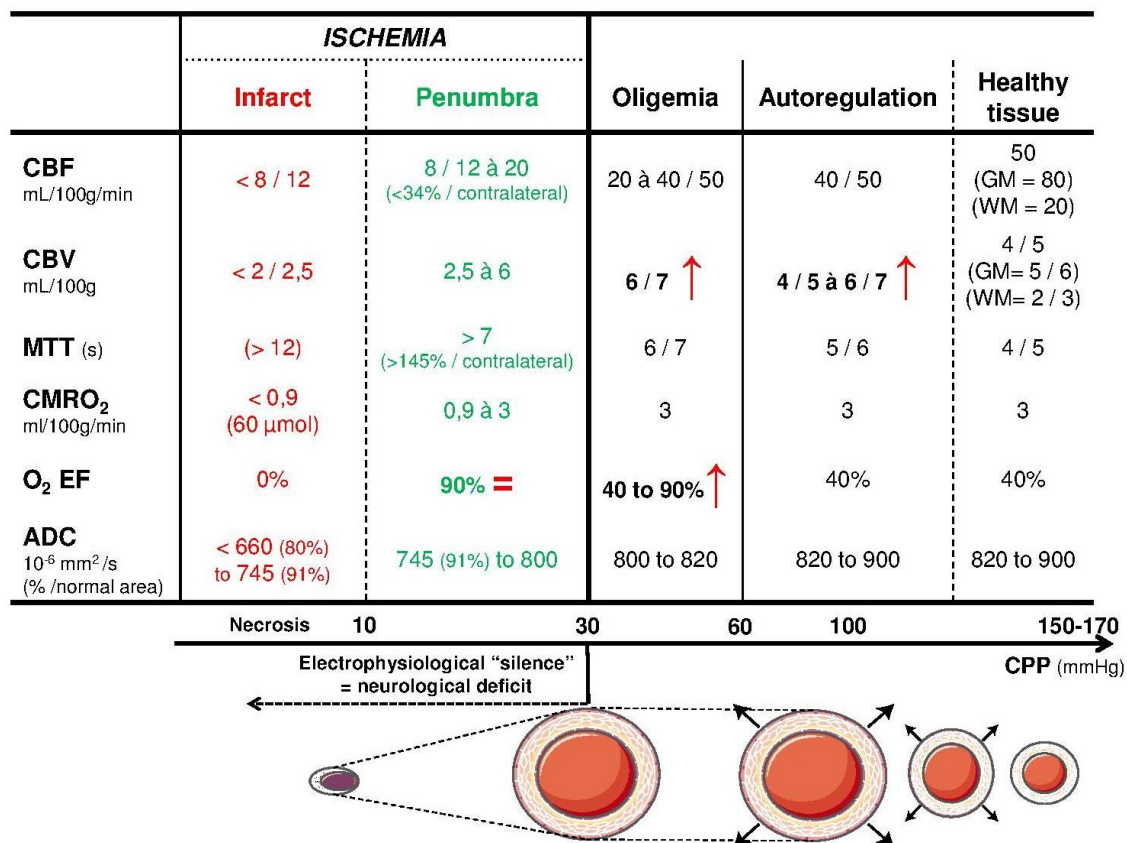 ISCHEMIA
Infarct Penumbra Oligemia Autoregulation Healthy tissue
CBF
mL/100g/min
< 8 / 12
8 / 12 à 20
(<34% / contralateral)
20 à 40 / 50
40 / 50
50
(GM = 80)
(WM = 20)
CBV
mL/100g
< 2 / 2,5
2,5 à 6
6 / 7 ↑
4 / 5 à 6 / 7 ↑
4 / 5
(GM= 5 / 6)
(WM= 2 / 3)
MTT (s)
(> 12)
> 7
(>145% / contralateral)
6 / 7
5 / 6
4 / 5
CMRO₂
ml/100g/min
< 0,9
(60 µmol)
0,9 à 3
3
3
3
O₂ EF
0%
90% =
40 to 90% ↑
40%
40%
ADC
10⁻⁶ mm²/s
(% /normal area)
< 660 (80%)
to 745 (91%)
745 (91%) to 800
800 to 820
820 to 900
820 to 900
Necrosis 10 30 60 100 150-170
CPP (mmHg)
Electrophysiological “silence”
= neurological deficit